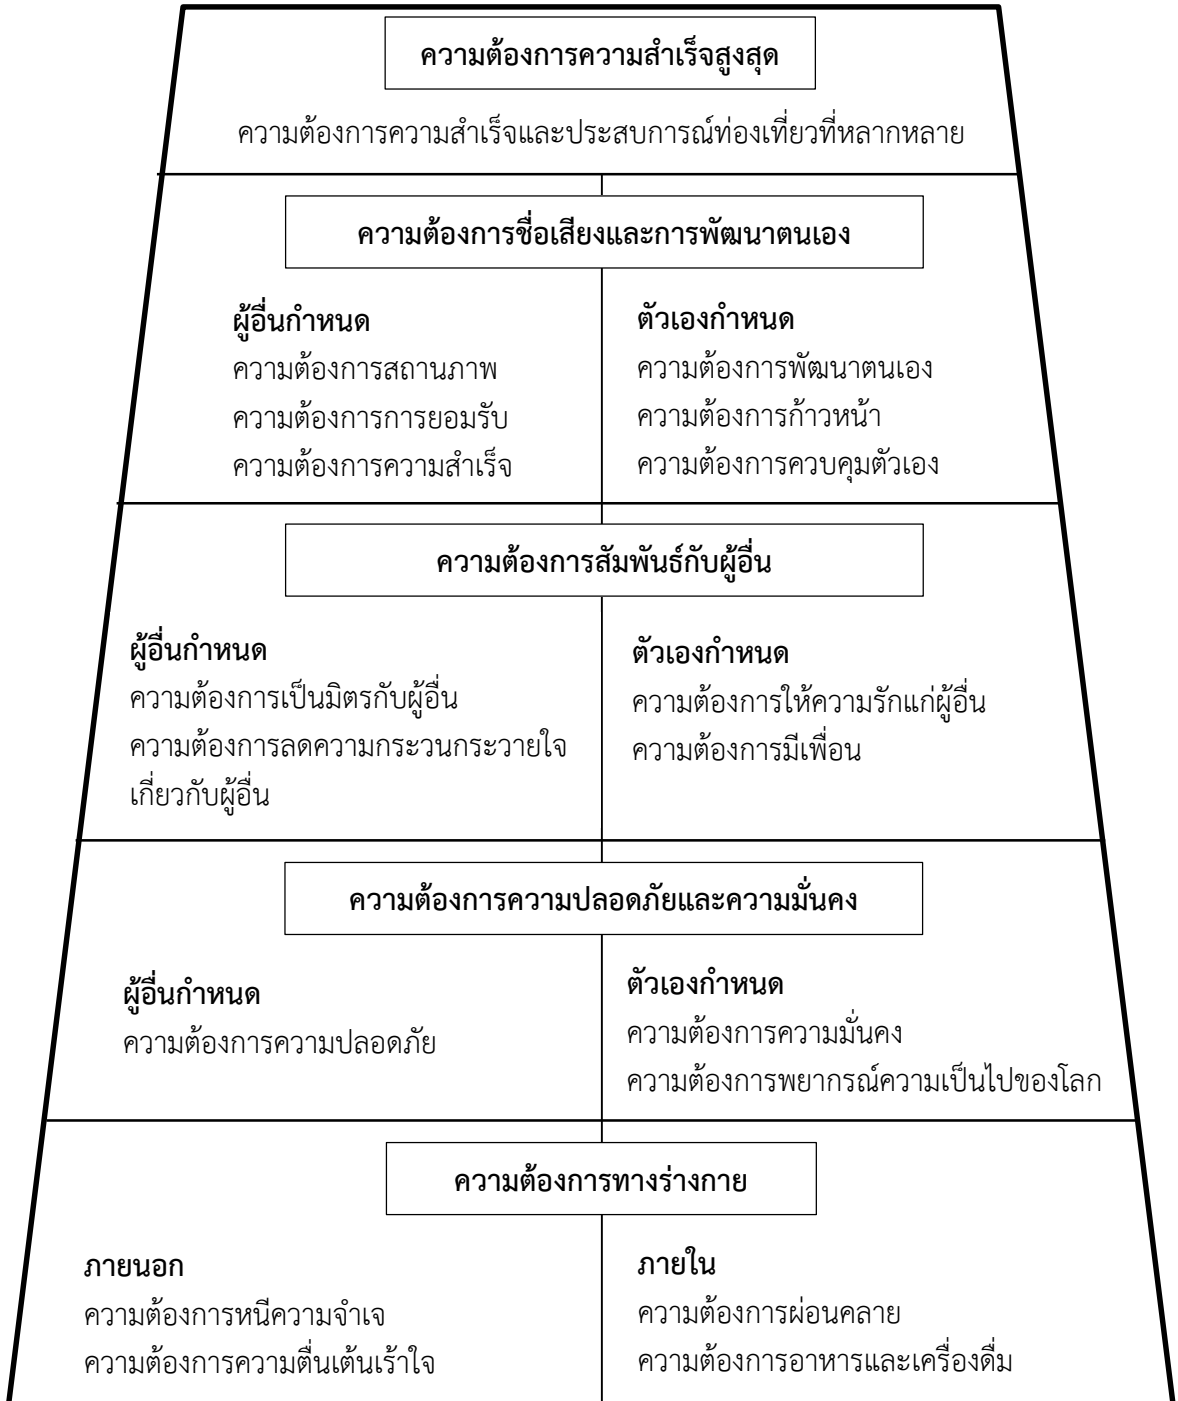 ความต้องการความสำเร็จสูงสุด
ความต้องการความสำเร็จและประสบการณ์ท่องเที่ยวที่หลากหลาย
ความต้องการชื่อเสียงและการพัฒนาตนเอง
ผู้อื่นกำหนด
ความต้องการสถานภาพ
ความต้องการการยอมรับ
ความต้องการความสำเร็จ
ตัวเองกำหนด
ความต้องการพัฒนาตนเอง
ความต้องการก้าวหน้า
ความต้องการควบคุมตัวเอง
ความต้องการสัมพันธ์กับผู้อื่น
ผู้อื่นกำหนด
ความต้องการเป็นมิตรกับผู้อื่น
ความต้องการลดความกระวนกระวายใจ
เกี่ยวกับผู้อื่น
ตัวเองกำหนด
ความต้องการให้ความรักแก่ผู้อื่น
ความต้องการมีเพื่อน
ความต้องการความปลอดภัยและความมั่นคง
ผู้อื่นกำหนด
ความต้องการความปลอดภัย
ตัวเองกำหนด
ความต้องการความมั่นคง
ความต้องการพยากรณ์ความเป็นไปของโลก
ความต้องการทางร่างกาย
ภายนอก
ความต้องการหนีความจำเจ
ความต้องการความตื่นเต้นเร้าใจ
ภายใน
ความต้องการผ่อนคลาย
ความต้องการอาหารและเครื่องดื่ม